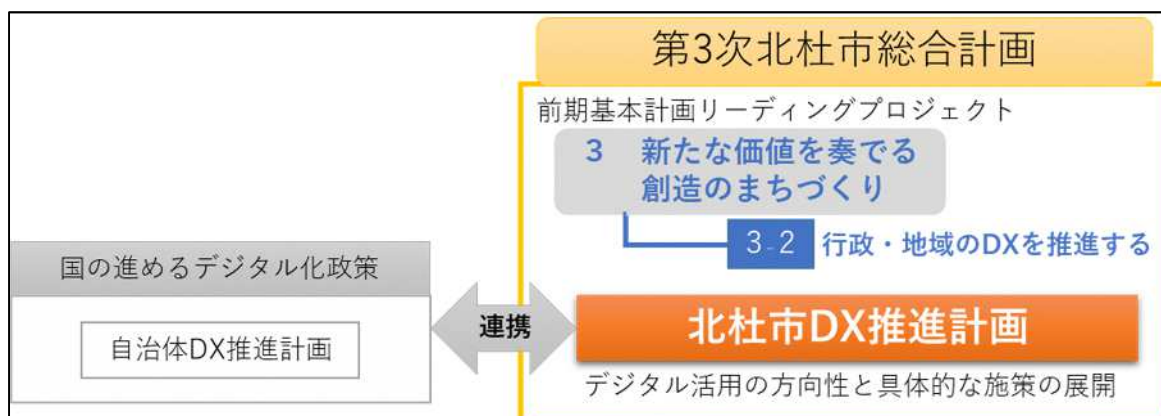 第3次北杜市総合計画
前期基本計画リーディングプロジェクト
3 新たな価値を奏でる
創造のまちづくり
3-2 行政・地域のDXを推進する
国の進めるデジタル化政策
自治体DX推進計画
連携
北杜市DX推進計画
デジタル活用の方向性と具体的な施策の展開